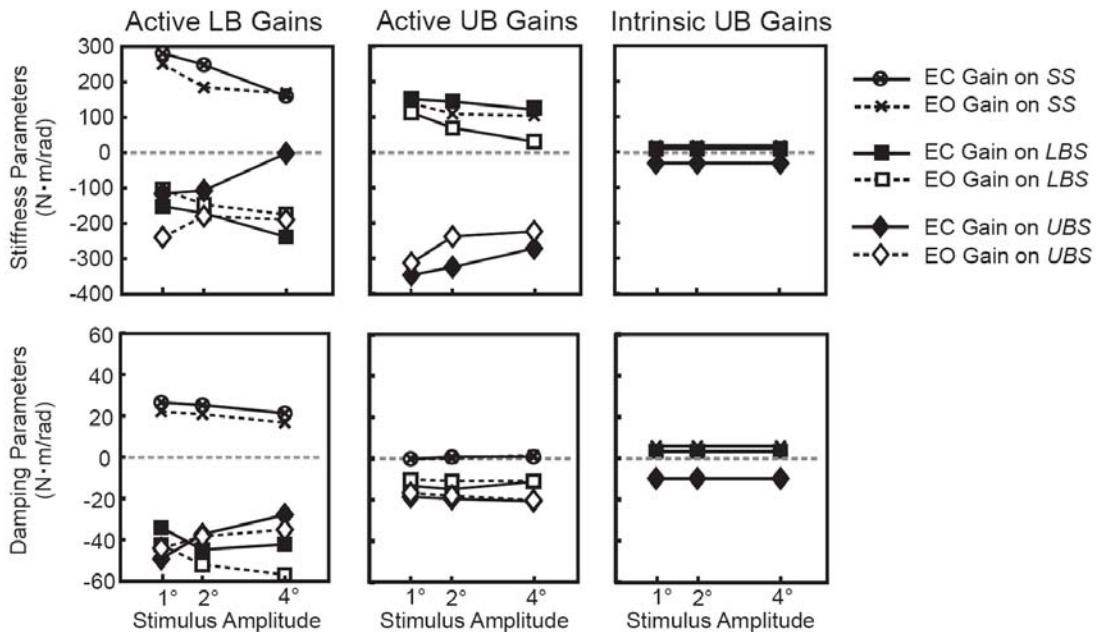 Active LB Gains
Active UB Gains
Intrinsic UB Gains
Stiffness Parameters
(N·m/rad)
300
200
100
0
-100
-200
-300
-400
EC Gain on SS
EO Gain on SS
EC Gain on LBS
EO Gain on LBS
EC Gain on UBS
EO Gain on UBS
Damping Parameters
(N·m/rad)
60
40
20
0
-20
-40
-60
1° 2° 4°
Stimulus Amplitude
1° 2° 4°
Stimulus Amplitude
1° 2° 4°
Stimulus Amplitude